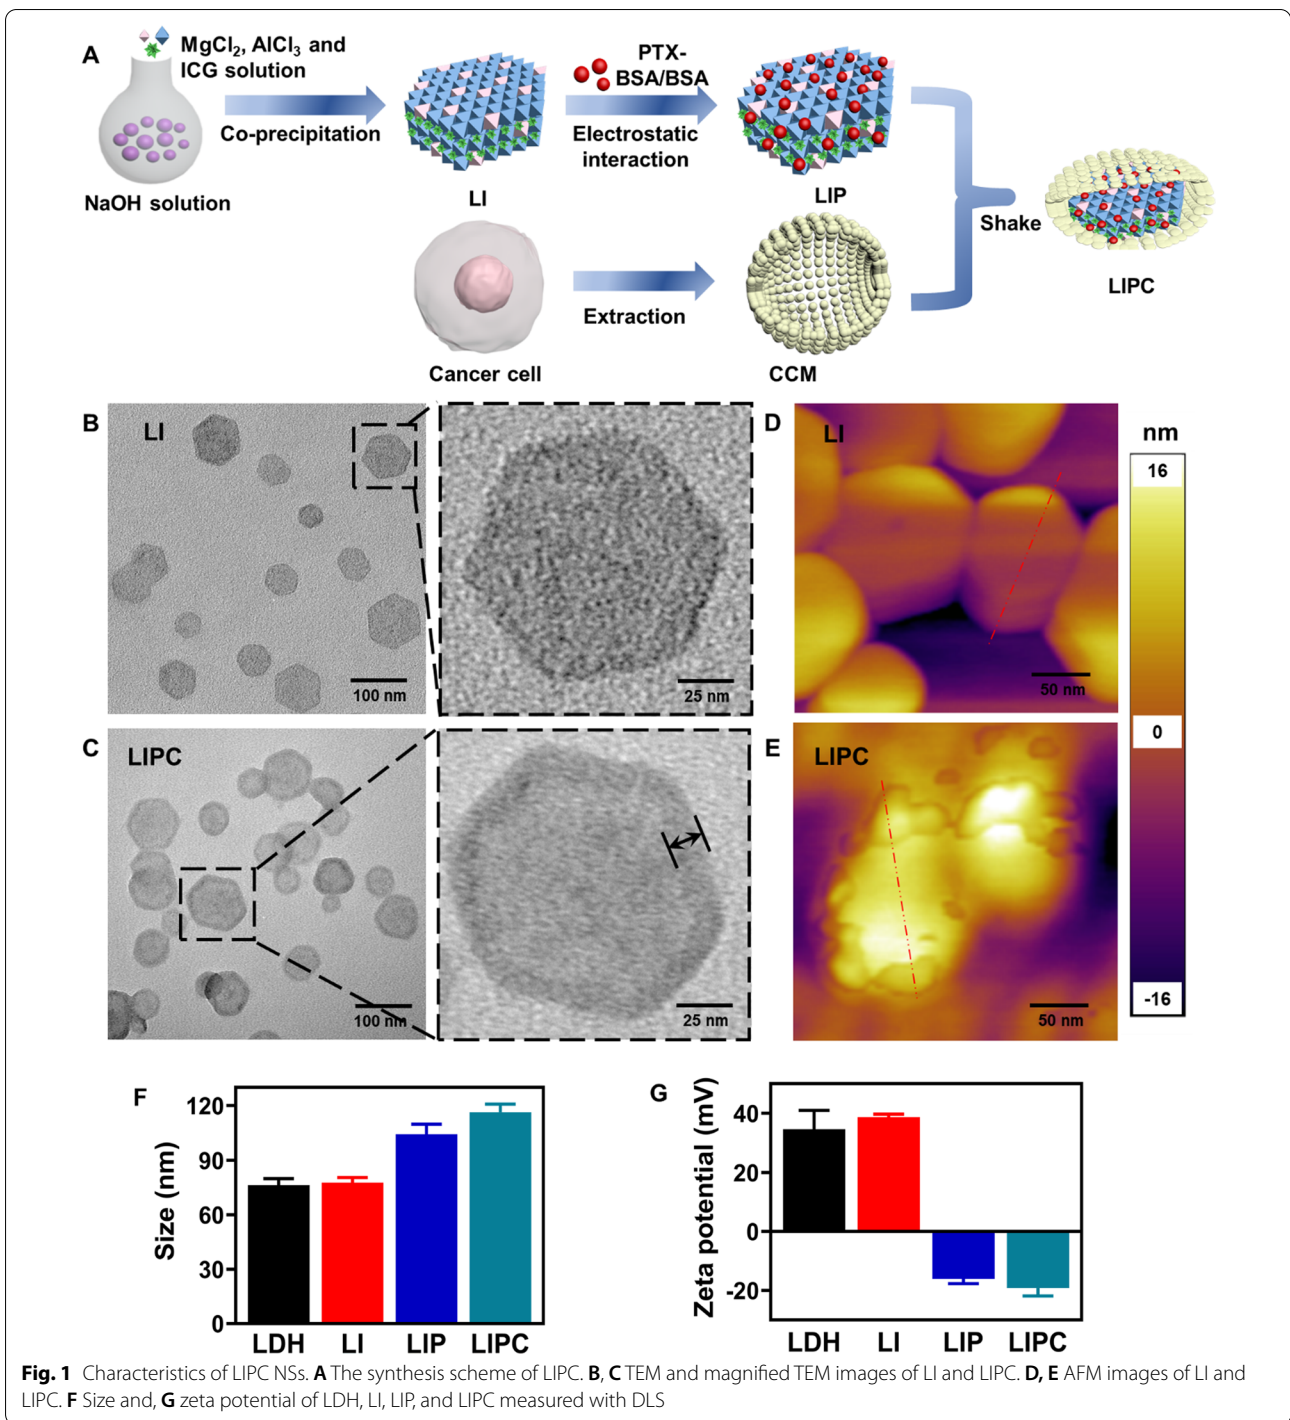 A
MgCl2, AlCl3 and
ICG solution
Co-precipitation
NaOH solution
LI
PTX-
BSA/BSA
Electrostatic
interaction
LIP
Cancer cell
Extraction
CCM
Shake
LIPC
B
LI
100 nm
25 nm
C
LIPC
100 nm
25 nm
D
LI
50 nm
E
LIPC
50 nm
nm
16
0
-16
F
Size (nm)
120
90
60
30
0
LDH LI LIP LIPC
G
Zeta potential (mV)
40
20
0
-20
LDH LI LIP LIPC
Fig. 1 Characteristics of LIPC NSs. A The synthesis scheme of LIPC. B, C TEM and magnified TEM images of LI and LIPC. D, E AFM images of LI and
LIPC. F Size and, G zeta potential of LDH, LI, LIP, and LIPC measured with DLS